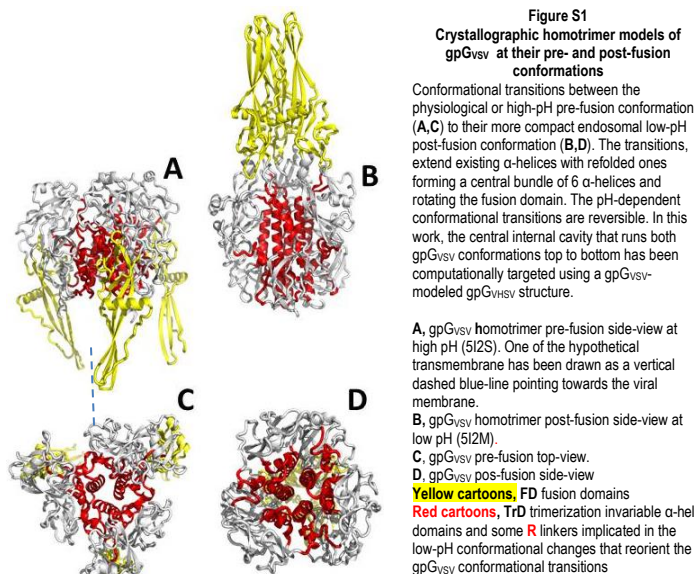 Figure S1
Crystallographic homotrimer models of
gpGVSV at their pre- and post-fusion
conformations
Conformational transitions between the
physiological or high-pH pre-fusion conformation
(A,C) to their more compact endosomal low-pH
post-fusion conformation (B,D). The transitions,
extend existing α-helices with refolded ones
forming a central bundle of 6 α-helices and
rotating the fusion domain. The pH-dependent
conformational transitions are reversible. In this
work, the central internal cavity that runs both
gpGVSV conformations top to bottom has been
computationally targeted using a gpGVSV-
modeled gpGVHSV structure.
A, gpGVSV homotrimer pre-fusion side-view at
high pH (5I2S). One of the hypothetical
transmembrane has been drawn as a vertical
dashed blue-line pointing towards the viral
membrane.
B, gpGVSV homotrimer post-fusion side-view at
low pH (5I2M).
C, gpGVSV pre-fusion top-view.
D, gpGVSV pos-fusion side-view
Yellow cartoons, FD fusion domains
Red cartoons, TrD trimerization invariable α-hel
domains and some R linkers implicated in the
low-pH conformational changes that reorient the
gpGVSV conformational transitions
A
B
C
D